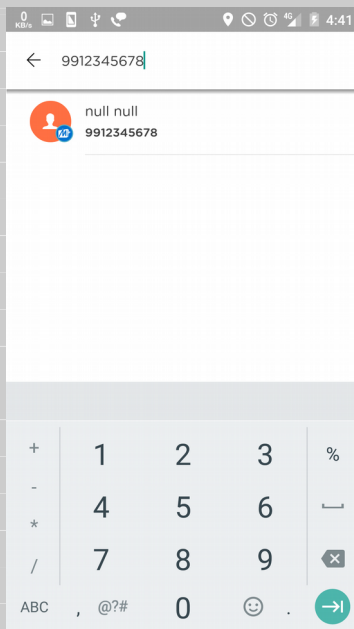 0
KB/s
4G
4:41
9912345678
null null
9912345678
+ 1 2 3 %
- 4 5 6
*
/ 7 8 9
ABC , @?# 0 .